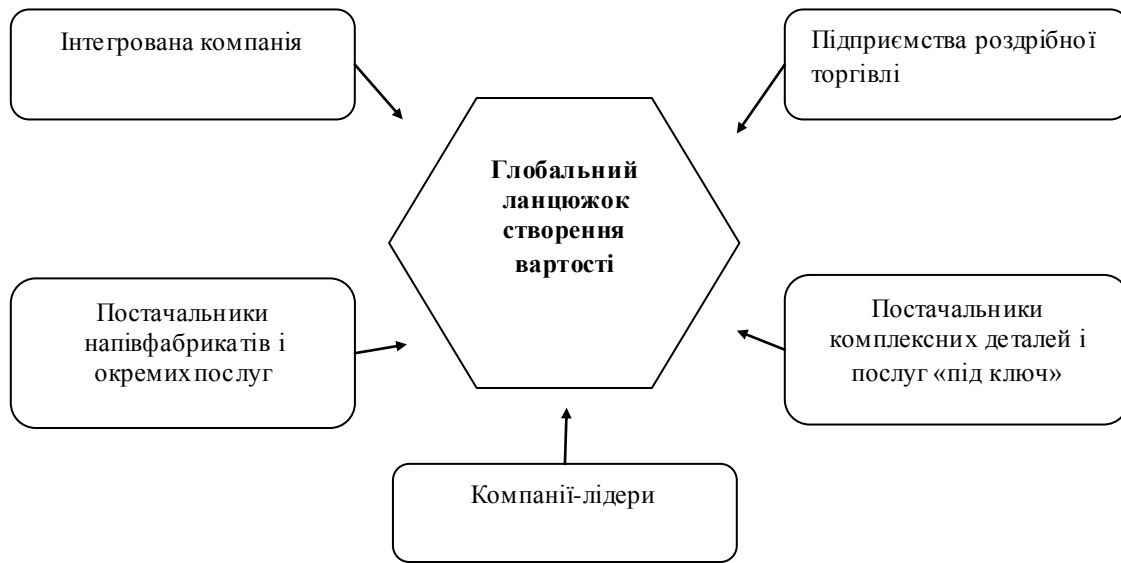 Інтегрована компанія
Підприємства роздрібної
торгівлі
Глобальний
ланцюжок
створення
вартості
Постачальники
напівфабрикатів і
окремих послуг
Постачальники
комплексних деталей і
послуг «під ключ»
Компанії-лідери